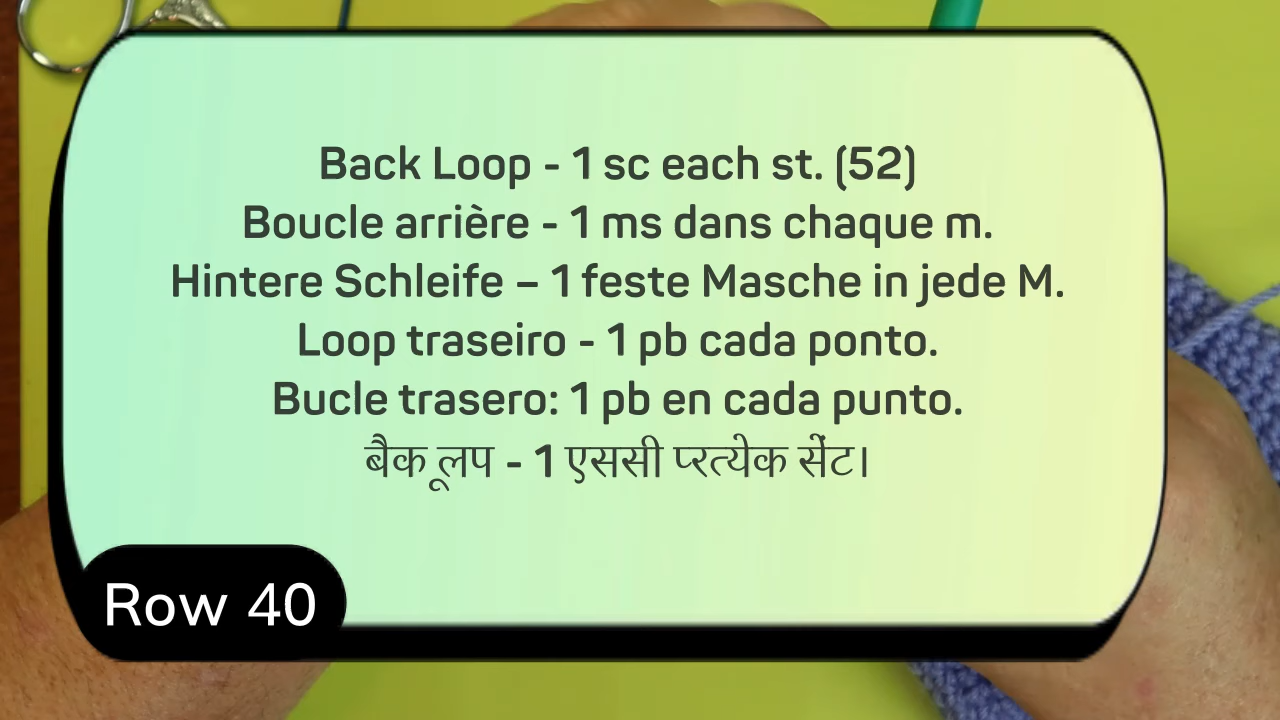 Back Loop - 1 sc each st. (52)
Boucle arrière - 1 ms dans chaque m.
Hintere Schleife – 1 feste Masche in jede M.
Loop traseiro - 1 pb cada ponto.
Bucle trasero: 1 pb en cada punto.
बैक लूप - 1 एससी प्रत्येक सेंट।
Row 40